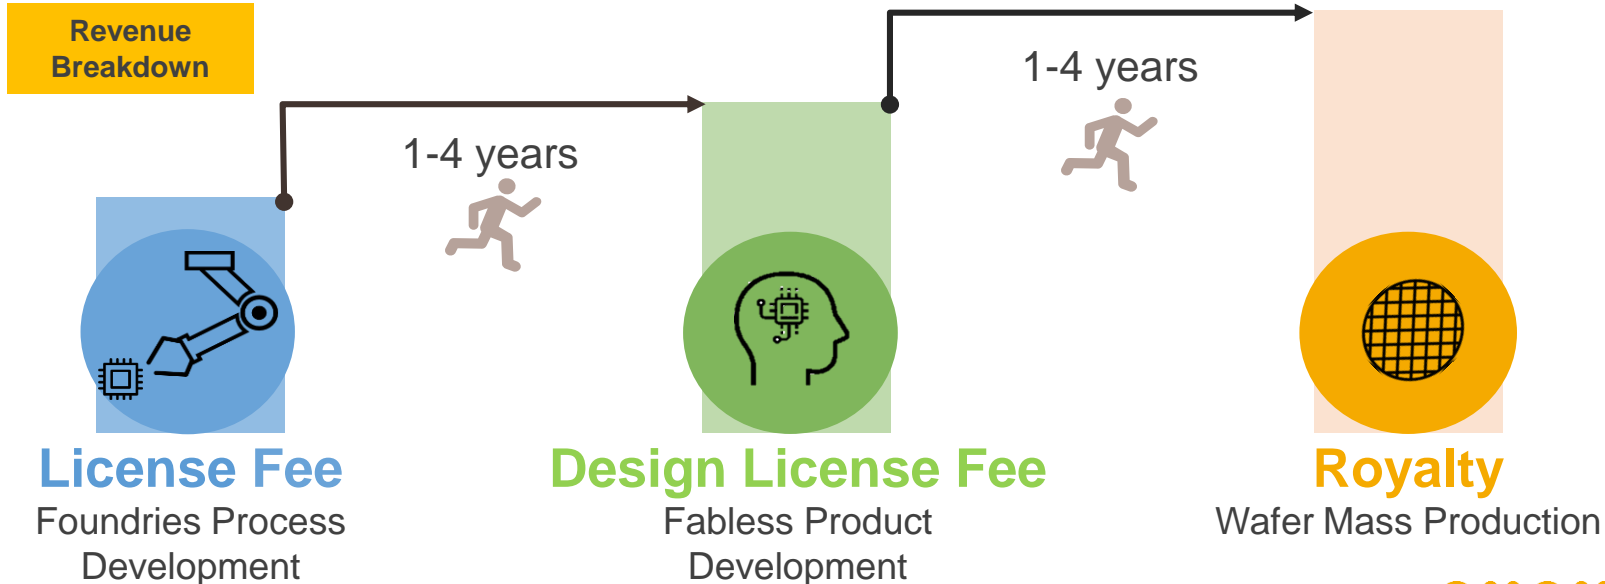 Revenue
Breakdown
1-4 years
1-4 years
License Fee
Foundries Process
Development
Design License Fee
Fabless Product
Development
Royalty
Wafer Mass Production